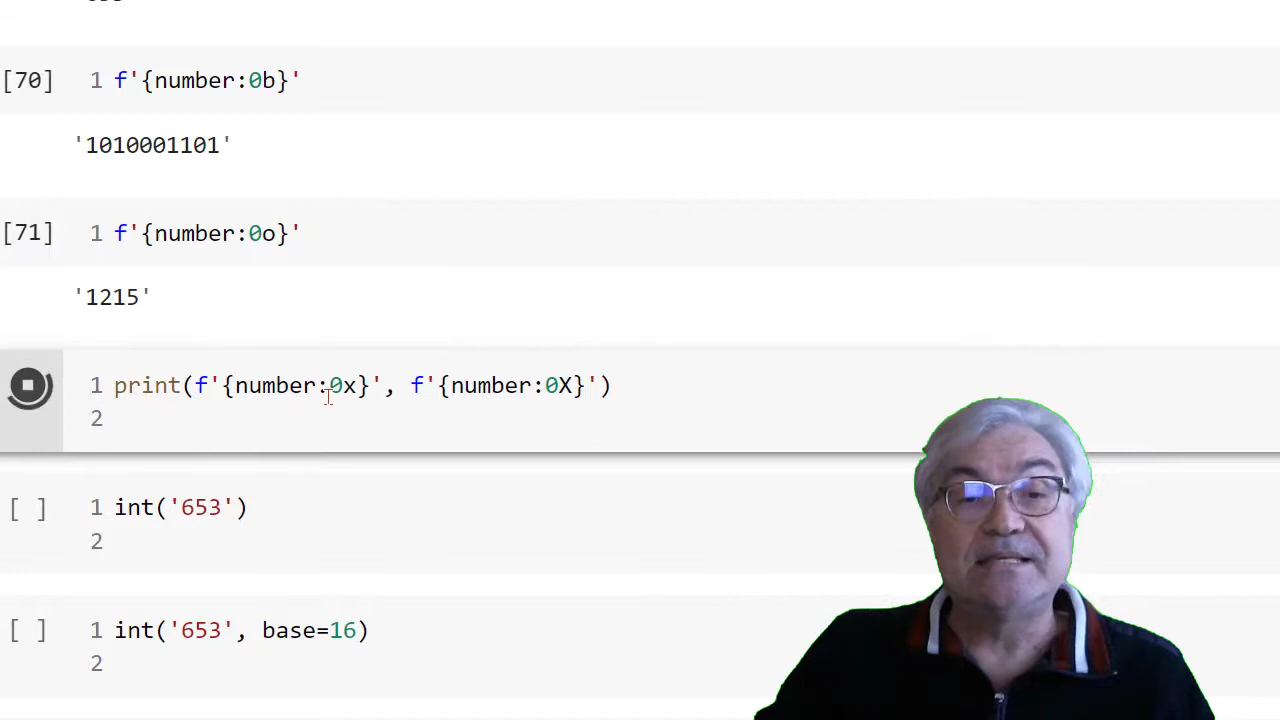 [70] 1 f'{number:0b}'
'1010001101'
[71] 1 f'{number:0o}'
'1215'
1 print(f'{number:0x}', f'{number:0X}')
2
[ ] 1 int('653')
2
[ ] 1 int('653', base=16)
2